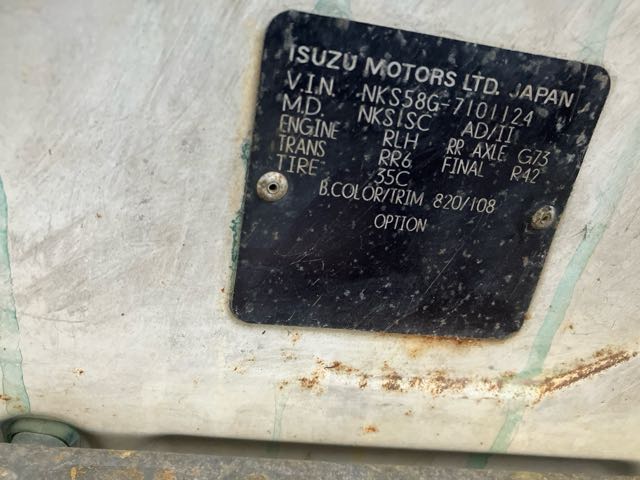 ISUZU MOTORS LTD. JAPAN
V.I.N. NKS58G-7101124
M.D. NKS1SC AD/II
ENGINE RLH RR AXLE G73
TRANS RR6 FINAL R42
TIRE 35C
B.COLOR/TRIM 820/108
OPTION